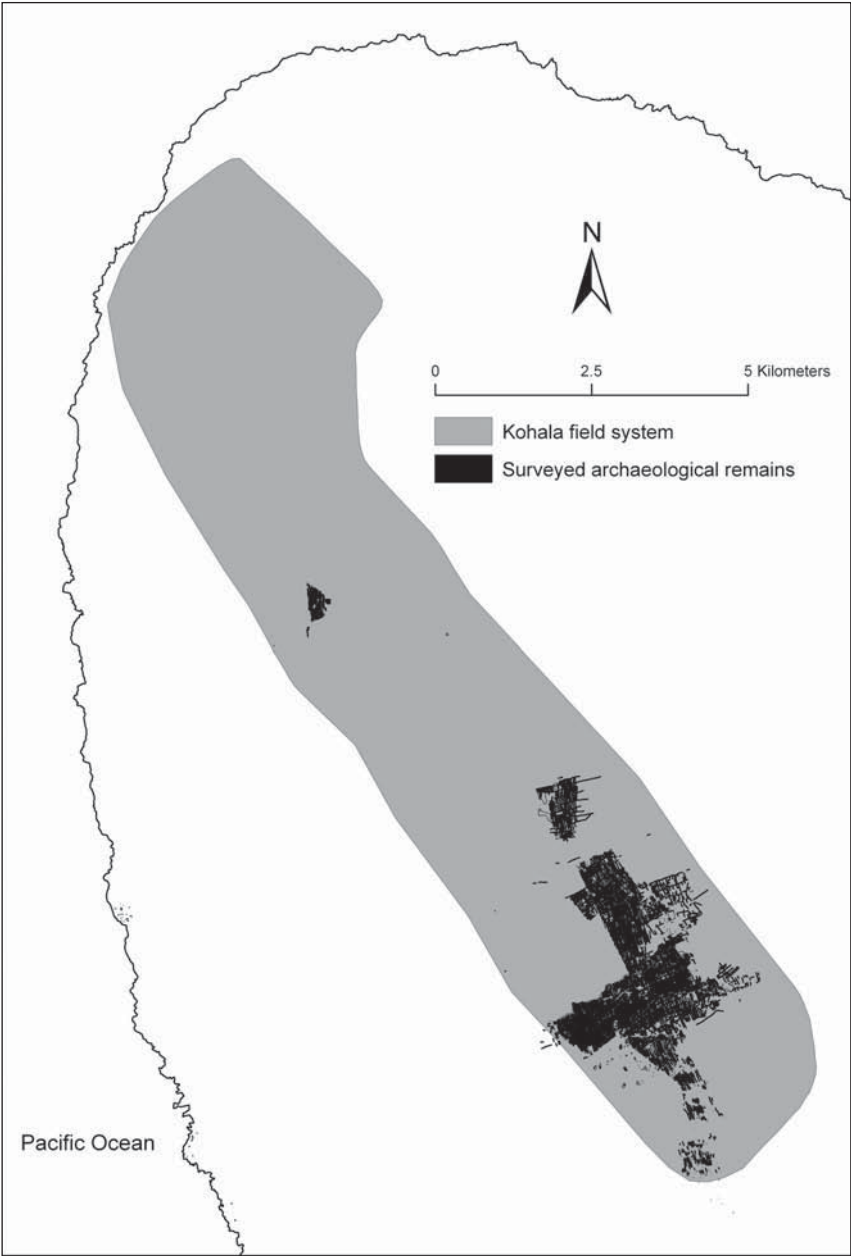 N
0 2.5 5 Kilometers
Kohala field system
Surveyed archaeological remains
Pacific Ocean